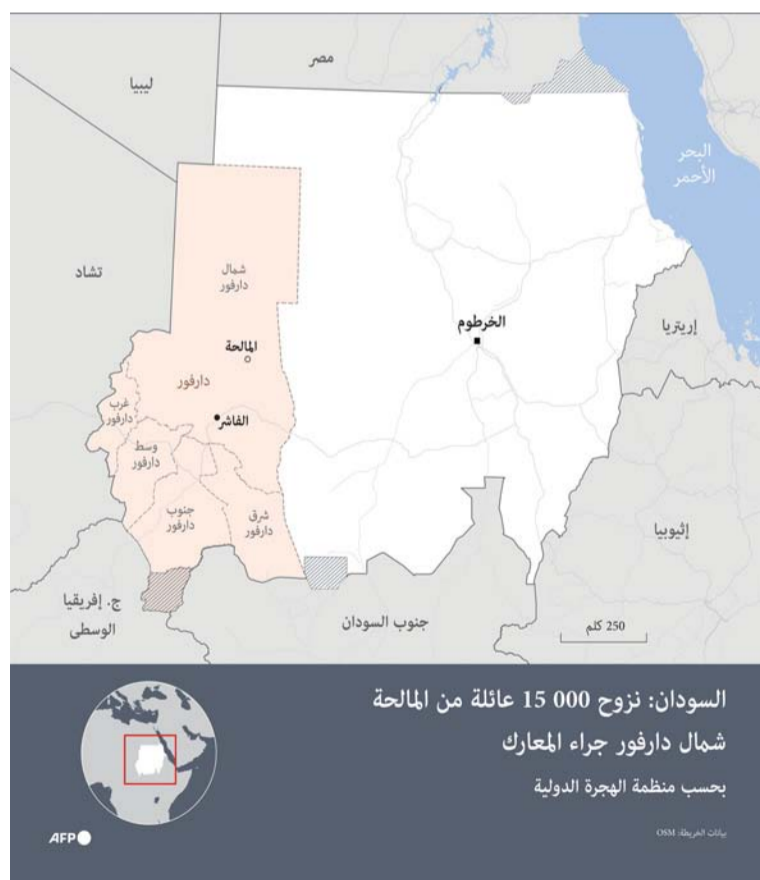 مصر
ليبيا
البحر
الأحمر
تشاد
شمال
دارفور
الخرطوم
إريتريا
المالحة
دارفور
غرب
دارفور
الفاشر
وسط
دارفور
جنوب
دارفور
شرق
دارفور
إثيوبيا
ج. إفريقيا
الوسطى
جنوب السودان
250 كلم
السودان: نزوح 000 15 عائلة من المالحة
شمال دارفور جراء المعارك
بحسب منظمة الهجرة الدولية
بيانات الخريطة: OSM
AFP